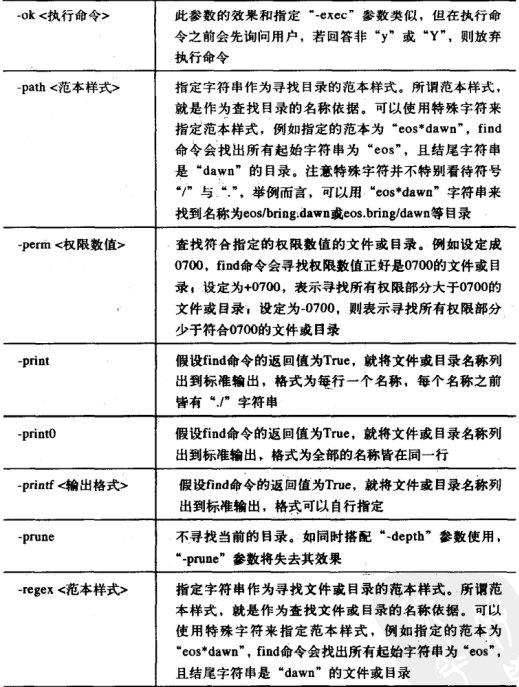 -ok <执行命令>
此参数的效果和指定“-exec”参数类似，但在执行命
令之前会先询问用户，若回答非“y”或“Y”，则放弃
执行命令
-path <范本样式>
指定字符串作为寻找目录的范本样式。所谓范本样式，
就是作为查找目录的名称依据。可以使用特殊字符来
指定范本样式，例如指定的范本为“eos*dawn”，find
命令会找出所有起始字符串为“eos”，且结尾字符串
是“dawn”的目录。注意特殊字符并不特别看待符号
“/”与“.”，举例而言，可以用“eos*dawn”字符串来
找到名称为eos/bring.dawn或eos.bring/dawn等目录
-perm <权限数值>
查找符合指定的权限数值的文件或目录。例如设定成
0700，find命令会寻找权限数值正好是0700的文件或目
录；设定为+0700，表示寻找所有权限部分大于0700的
文件或目录；设定为-0700，则表示寻找所有权限部分
少于符合0700的文件或目录
-print
假设find命令的返回值为True，就将文件或目录名称列
出到标准输出，格式为每行一个名称，每个名称之前
皆有“./”字符串
-print0
假设find命令的返回值为True，就将文件或目录名称列
出到标准输出，格式为全部的名称皆在同一行
-printf <输出格式>
假设find命令的返回值为True，就将文件或目录名称列
出到标准输出，格式可以自行指定
-prune
不寻找当前的目录。如同时搭配“-depth”参数使用，
“-prune”参数将失去其效果
-regex <范本样式>
指定字符串作为寻找文件或目录的范本样式。所谓范
本样式，就是作为查找文件或目录的名称依据。可以
使用特殊字符来指定范本样式，例如指定的范本为
“eos*dawn”，find命令会找出所有起始字符串为“eos”，
且结尾字符串是“dawn”的文件或目录